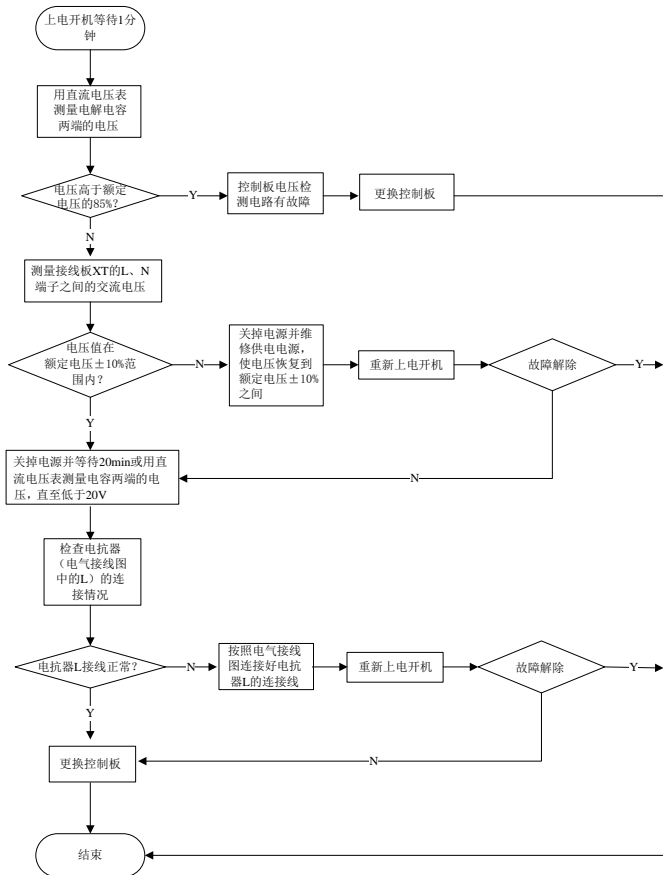 上电开机等待1分
钟
用直流电压表
测量电解电容
两端的电压
电压高于额定
电压的85%?
Y
控制板电压检
测电路有故障
更换控制板
N
测量接线板XT的L、N
端子之间的交流电压
电压值在
额定电压±10%范
围内?
N
关掉电源并维
修供电电源，
使电压恢复到
额定电压±10%
之间
重新上电开机
故障解除
Y
Y
N
关掉电源并等待20min或用直
流电压表测量电容两端的电
压，直至低于20V
检查电抗器
（电气接线图
中的L）的连
接情况
电抗器L接线正常?
N
按照电气接线
图连接好电抗
器L的连接线
重新上电开机
故障解除
Y
Y
N
更换控制板
结束